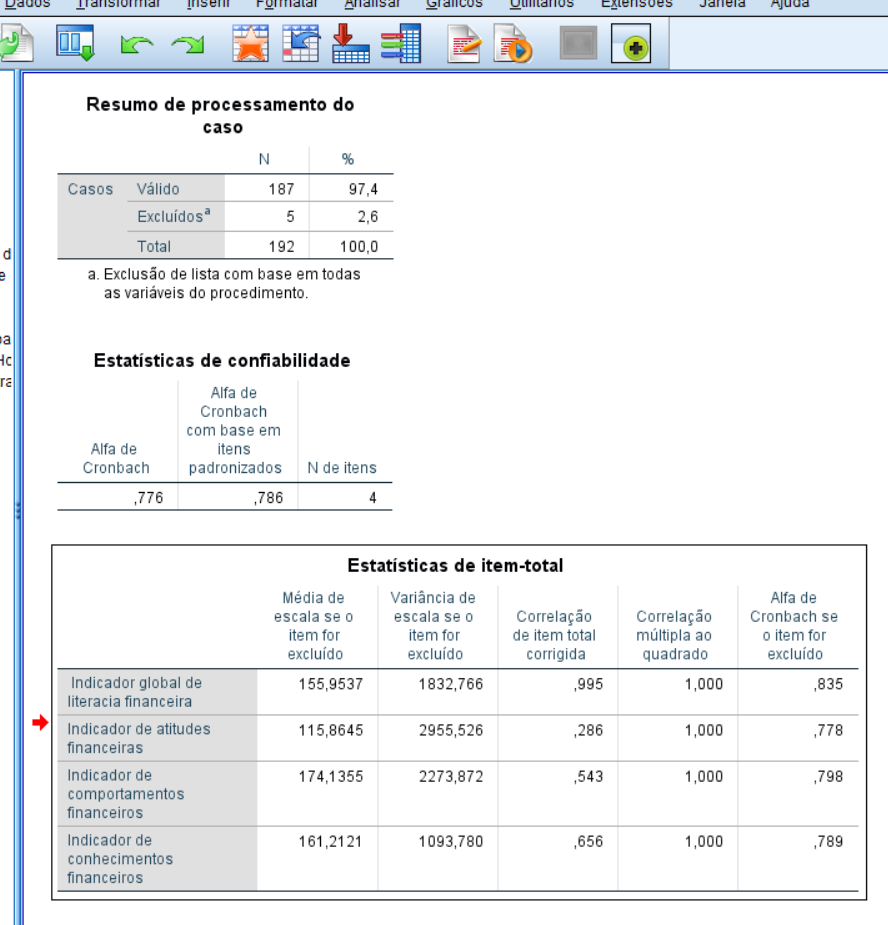 Dados Transformar Inserir Formatar Analisar Gráficos Utilitários Extensões Janela Ajuda
Resumo de processamento do
caso
N %
Casos Válido 187 97,4
Excluídosª 5 2,6
Total 192 100,0
a. Exclusão de lista com base em todas
as variáveis do procedimento.
Estatísticas de confiabilidade
Alfa de
Cronbach
Alfa de
Cronbach
com base em
itens
padronizados
N de itens
,776 ,786 4
Estatísticas de item-total
Média de
escala se o
item for
excluído
Variância de
escala se o
item for
excluído
Correlação
de item total
corrigida
Correlação
múltipla ao
quadrado
Alfa de
Cronbach se
o item for
excluído
Indicador global de
literacia financeira
155,9537 1832,766 ,995 1,000 ,835
Indicador de atitudes
financeiras
115,8645 2955,526 ,286 1,000 ,778
Indicador de
comportamentos
financeiros
174,1355 2273,872 ,543 1,000 ,798
Indicador de
conhecimentos
financeiros
161,2121 1093,780 ,656 1,000 ,789